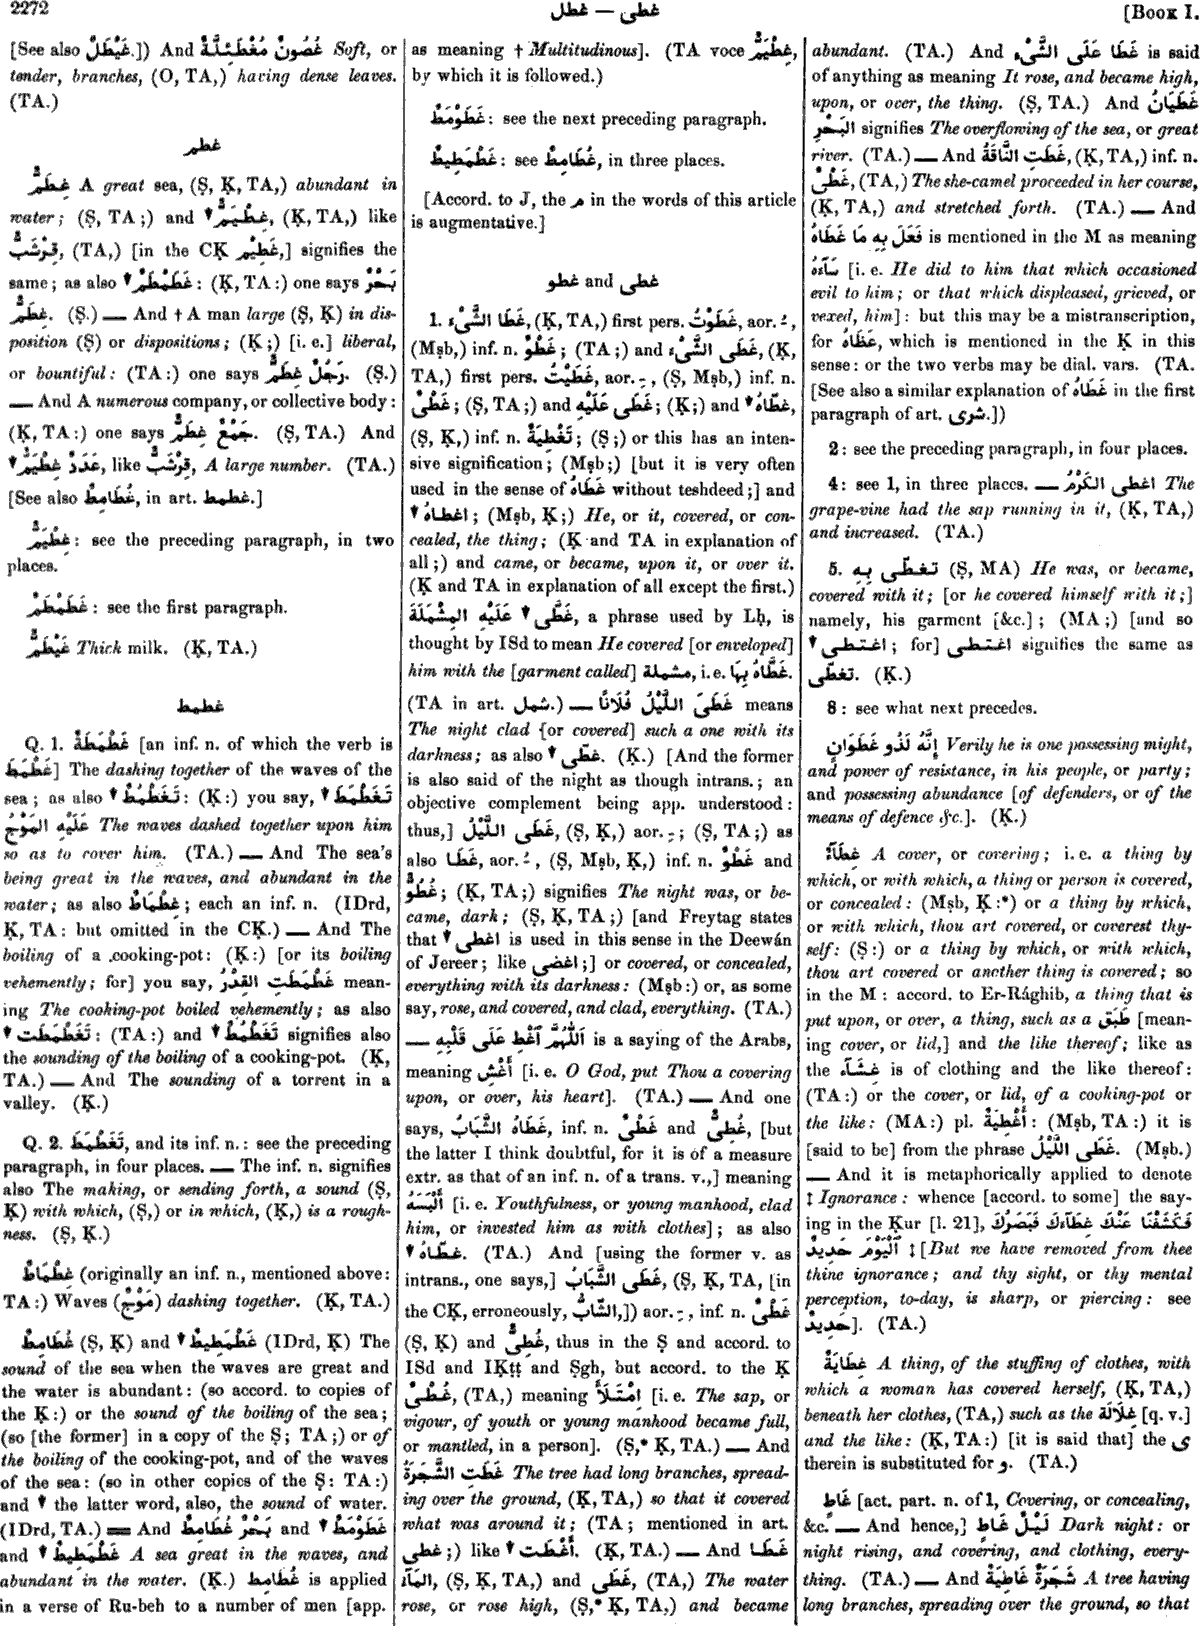 2272
غطى — غطل
[BOOK I.
[See also غَيْطَلٌ.]) And غُصُونٌ مُغْطَئِلَّةٌ Soft, or
tender, branches, (O, TA,) having dense leaves.
(TA.)
غطم
غِطَمٌّ A great sea, (Ṣ, Ḳ, TA,) abundant in
water; (Ṣ, TA;) and ▾ غِطْيَمٌّ, (Ḳ, TA,) like
قِرْشَبٌّ, (TA,) [in the CḲ غَطِيْم,] signifies the
same; as also ▾ غَطَمْطَمٌ: (Ḳ, TA:) one says بَحْرٌ
غِطَمٌّ. (Ṣ.) — And † A man large (Ṣ, Ḳ) in dis-
position (Ṣ) or dispositions; (Ḳ;) [i. e.] liberal,
or bountiful: (TA:) one says رَجُلٌ غِطَمٌّ. (Ṣ.)
— And A numerous company, or collective body:
(Ḳ, TA:) one says جَمْعٌ غِطَمٌّ. (Ṣ, TA.) And
▾ عَدَدٌ غِطْيَمٌّ, like قِرْشَبٌّ, A large number. (TA.)
[See also غُطَامِطٌ, in art. غطمط.]
غِطْيَمٌّ: see the preceding paragraph, in two
places.
غَطَمْطَمٌ: see the first paragraph.
غَيْطَمٌّ Thick milk. (Ḳ, TA.)
غطمط
Q. 1. غَطْمَطَةٌ [an inf. n. of which the verb is
غَطْمَطَ] The dashing together of the waves of the
sea; as also ▾ تَغَطْمُطٌ: (Ḳ:) you say, ▾ تَغَطْمَطَ
عَلَيْهِ المَوْجُ The waves dashed together upon him
so as to cover him. (TA.) — And The sea's
being great in the waves, and abundant in the
water; as also غِطْمَاطٌ; each an inf. n. (IDrd,
Ḳ, TA: but omitted in the CḲ.) — And The
boiling of a cooking-pot: (Ḳ:) [or its boiling
vehemently; for] you say, غَطْمَطَتِ القِدْرُ mean-
ing The cooking-pot boiled vehemently; as also
▾ تَغَطْمَطَت: (TA:) and ▾ تَغَطْمُطٌ signifies also
the sounding of the boiling of a cooking-pot. (Ḳ,
TA.) — And The sounding of a torrent in a
valley. (Ḳ.)
Q. 2. تَغَطْمَطَ, and its inf. n.: see the preceding
paragraph, in four places. — The inf. n. signifies
also The making, or sending forth, a sound (Ṣ,
Ḳ) with which, (Ṣ,) or in which, (Ḳ,) is a rough-
ness. (Ṣ, Ḳ.)
غِطْمَاطٌ (originally an inf. n., mentioned above:
TA:) Waves (مَوْجٌ) dashing together. (Ḳ, TA.)
غُطَامِطٌ (Ṣ, Ḳ) and ▾ غَطْمَطِيطٌ (IDrd, Ḳ) The
sound of the sea when the waves are great and
the water is abundant: (so accord. to copies of
the Ḳ:) or the sound of the boiling of the sea;
(so [the former] in a copy of the Ṣ; TA;) or of
the boiling of the cooking-pot, and of the waves
of the sea: (so in other copies of the Ṣ: TA:)
and ▾ the latter word, also, the sound of water.
(IDrd, TA.) = And بَحْرٌ غُطَامِطٌ and ▾ غَطَوْمَطٌ
and ▾ غَطْمَطِيطٌ A sea great in the waves, and
abundant in the water. (Ḳ.) غُطَامِط is applied
in a verse of Ru-beh to a number of men [app.
as meaning † Multitudinous]. (TA voce غِطْيَمٌّ,
by which it is followed.)
غَطَوْمَطٌ: see the next preceding paragraph.
غَطْمَطِيطٌ: see غُطَامِطٌ, in three places.
[Accord. to J, the م in the words of this article
is augmentative.]
غطى and غطو
1. غَطَا الشَّىْءَ, (Ḳ, TA,) first pers. غَطَوْتُ, aor. ـُ,
(Mṣb,) inf. n. غَطْوٌ; (TA;) and غَطَى الشَّىْءَ, (Ḳ,
TA,) first pers. غَطَيْتُ, aor. ـِ, (Ṣ, Mṣb,) inf. n.
غَطْىٌ; (Ṣ, TA;) and غَطَى عَلَيْهِ; (Ḳ;) and ▾ غَطَّاهُ,
(Ṣ, Ḳ,) inf. n. تَغْطِيَةٌ; (Ṣ;) or this has an inten-
sive signification; (Mṣb;) [but it is very often
used in the sense of غَطَاهُ without teshdeed;] and
▾ اغطاهُ; (Mṣb, Ḳ;) He, or it, covered, or con-
cealed, the thing; (Ḳ and TA in explanation of
all;) and came, or became, upon it, or over it.
(Ḳ and TA in explanation of all except the first.)
غَطَّى ▾ عَلَيْهِ المِشْمَلَةَ, a phrase used by Lḥ, is
thought by ISd to mean He covered [or enveloped]
him with the [garment called] مشملة, i. e. غَطَّاهُ بِهَا.
(TA in art. شمل.) — غَطَى اللَّيْلُ فُلَانًا means
The night clad [or covered] such a one with its
darkness; as also ▾ غطّى. (Ḳ.) [And the former
is also said of the night as though intrans.; an
objective complement being app. understood:
thus,] غَطَى اللَّيْلُ, (Ṣ, Ḳ,) aor. ـِ; (Ṣ, TA;) as
also غَطَا, aor. ـُ, (Ṣ, Mṣb, Ḳ,) inf. n. غَطْوٌ and
غُطُوٌّ; (Ḳ, TA;) signifies The night was, or be-
came, dark; (Ṣ, Ḳ, TA;) [and Freytag states
that ▾ اغطى is used in this sense in the Deewán
of Jereer; like اغضى;] or covered, or concealed,
everything with its darkness: (Mṣb:) or, as some
say, rose, and covered, and clad, everything. (TA.)
— اَللّٰهُمَّ ٱغْطِ عَلَى قَلْبِهِ is a saying of the Arabs,
meaning أَغْشِ [i. e. O God, put Thou a covering
upon, or over, his heart]. (TA.) — And one
says, غَطَاهُ الشَّبَابُ, inf. n. غَطْىٌ and غُطِىٌّ, [but
the latter I think doubtful, for it is of a measure
extr. as that of an inf. n. of a trans. v.,] meaning
أَلْبَسَهُ [i. e. Youthfulness, or young manhood, clad
him, or invested him as with clothes]; as also
▾ غَطَّاهُ. (TA.) And [using the former v. as
intrans., one says,] غَطَى الشَّبَابُ, (Ṣ, Ḳ, TA, [in
the CḲ, erroneously, الشّابُّ,]) aor. ـِ, inf. n. غَطْىٌ
(Ṣ, Ḳ) and غُطِىٌّ, thus in the Ṣ and accord. to
ISd and IḲṭṭ and Ṣgh, but accord. to the Ḳ
غُطْىٌ, (TA,) meaning اِمْتَلَأَ [i. e. The sap, or
vigour, of youth or young manhood became full,
or mantled, in a person]. (Ṣ,* Ḳ, TA.) — And
غَطَتِ الشَّجَرَةُ The tree had long branches, spread-
ing over the ground, (Ḳ, TA,) so that it covered
what was around it; (TA; mentioned in art.
غطى;) like ▾ أَغْطَت. (Ḳ, TA.) — And غَطَا
المَآءُ, (Ṣ, Ḳ, TA,) and غَطَى, (TA,) The water
rose, or rose high, (Ṣ,* Ḳ, TA,) and became
abundant. (TA.) And غَطَا عَلَى الشَّىْءِ is said
of anything as meaning It rose, and became high,
upon, or over, the thing. (Ṣ, TA.) And غَطَيَانُ
البَحْرِ signifies The overflowing of the sea, or great
river. (TA.) — And غَطَتِ النَّاقَةُ, (Ḳ, TA,) inf. n.
غَطْىٌ, (TA,) The she-camel proceeded in her course,
(Ḳ, TA,) and stretched forth. (TA.) — And
فَعَلَ بِهِ مَا غَطَاهُ is mentioned in the M as meaning
سَآءَهُ [i. e. He did to him that which occasioned
evil to him; or that which displeased, grieved, or
vexed, him]: but this may be a mistranscription,
for غَظَاهُ, which is mentioned in the Ḳ in this
sense: or the two verbs may be dial. vars. (TA.
[See also a similar explanation of غَطَاهُ in the first
paragraph of art. شرى.])
2: see the preceding paragraph, in four places.
4: see 1, in three places. — اغطى الكَرْمُ The
grape-vine had the sap running in it, (Ḳ, TA,)
and increased. (TA.)
5. تغطّى بِهِ (Ṣ, MA) He was, or became,
covered with it; [or he covered himself with it;]
namely, his garment [&c.]; (MA;) [and so
▾ اغتطى; for] اغتطى signifies the same as
تغطّى. (Ḳ.)
8: see what next precedes.
إِنَّهُ لَذُو غَطَوَانٍ Verily he is one possessing might,
and power of resistance, in his people, or party;
and possessing abundance [of defenders, or of the
means of defence &c.]. (Ḳ.)
غِطَآءٌ A cover, or covering; i. e. a thing by
which, or with which, a thing or person is covered,
or concealed: (Mṣb, Ḳ:*) or a thing by which,
or with which, thou art covered, or coverest thy-
self: (Ṣ:) or a thing by which, or with which,
thou art covered or another thing is covered; so
in the M: accord. to Er-Rághib, a thing that is
put upon, or over, a thing, such as a طَبَق [mean-
ing cover, or lid,] and the like thereof; like as
the غِشَآء is of clothing and the like thereof:
(TA:) or the cover, or lid, of a cooking-pot or
the like: (MA:) pl. أَغْطِيَةٌ: (Mṣb, TA:) it is
[said to be] from the phrase غَطَى اللَّيْلُ. (Mṣb.)
— And it is metaphorically applied to denote
‡ Ignorance: whence [accord. to some] the say-
ing in the Ḳur [l. 21], فَكَشَفْنَا عَنْكَ غِطَآءَكَ فَبَصَرُكَ
ٱلْيَوْمَ حَدِيدٌ ‡ [But we have removed from thee
thine ignorance; and thy sight, or thy mental
perception, to-day, is sharp, or piercing: see
حَدِيدٌ]. (TA.)
غِطَايَةٌ A thing, of the stuffing of clothes, with
which a woman has covered herself, (Ḳ, TA,)
beneath her clothes, (TA,) such as the غِلَالَة [q. v.]
and the like: (Ḳ, TA:) [it is said that] the ى
therein is substituted for و. (TA.)
غَاطٍ [act. part. n. of 1, Covering, or concealing,
&c. — And hence,] لَيْلٌ غَاطٍ Dark night: or
night rising, and covering, and clothing, every-
thing. (TA.) — And شَجَرَةٌ غَاطِيَةٌ A tree having
long branches, spreading over the ground, so that